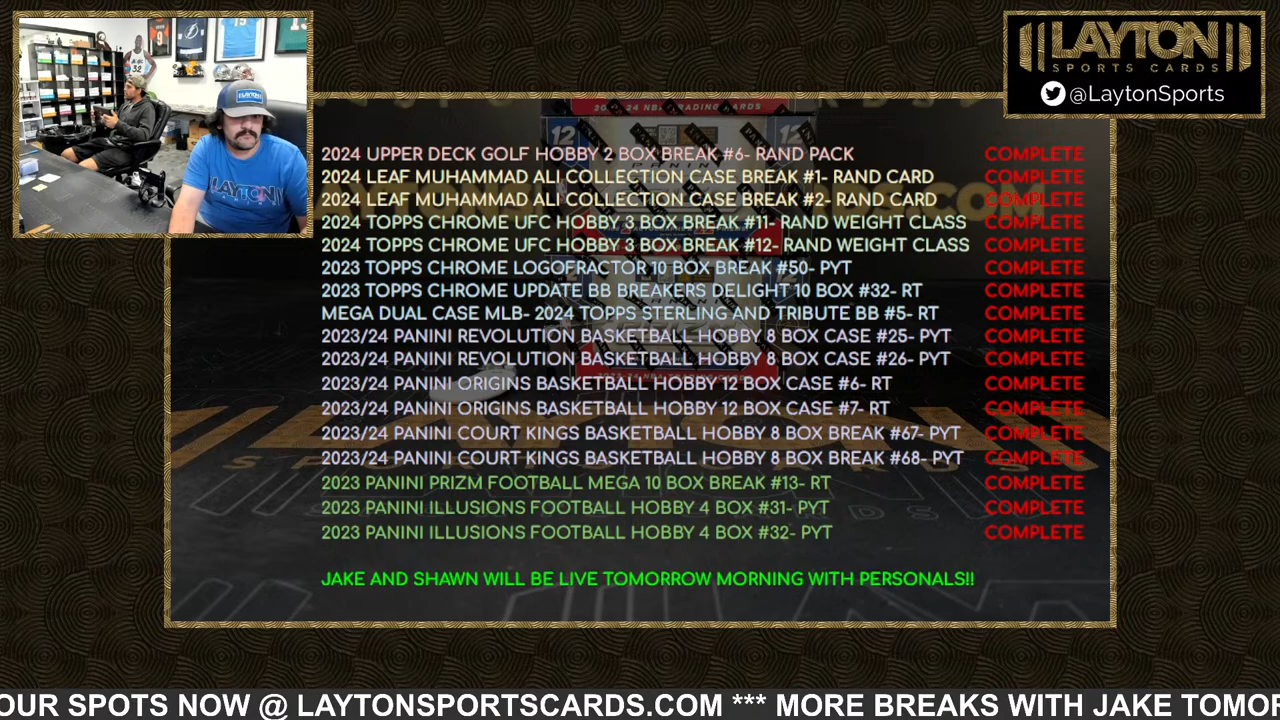 LAYTON
SPORTS CARDS
@LaytonSports
2024 UPPER DECK GOLF HOBBY 2 BOX BREAK #6- RAND PACK COMPLETE
2024 LEAF MUHAMMAD ALI COLLECTION CASE BREAK #1- RAND CARD COMPLETE
2024 LEAF MUHAMMAD ALI COLLECTION CASE BREAK #2- RAND CARD COMPLETE
2024 TOPPS CHROME UFC HOBBY 3 BOX BREAK #11- RAND WEIGHT CLASS COMPLETE
2024 TOPPS CHROME UFC HOBBY 3 BOX BREAK #12- RAND WEIGHT CLASS COMPLETE
2023 TOPPS CHROME LOGOFRACTOR 10 BOX BREAK #50- PYT COMPLETE
2023 TOPPS CHROME UPDATE BB BREAKERS DELIGHT 10 BOX #32- RT COMPLETE
MEGA DUAL CASE MLB- 2024 TOPPS STERLING AND TRIBUTE BB #5- RT COMPLETE
2023/24 PANINI REVOLUTION BASKETBALL HOBBY 8 BOX CASE #25- PYT COMPLETE
2023/24 PANINI REVOLUTION BASKETBALL HOBBY 8 BOX CASE #26- PYT COMPLETE
2023/24 PANINI ORIGINS BASKETBALL HOBBY 12 BOX CASE #6- RT COMPLETE
2023/24 PANINI ORIGINS BASKETBALL HOBBY 12 BOX CASE #7- RT COMPLETE
2023/24 PANINI COURT KINGS BASKETBALL HOBBY 8 BOX BREAK #67- PYT COMPLETE
2023/24 PANINI COURT KINGS BASKETBALL HOBBY 8 BOX BREAK #68- PYT COMPLETE
2023 PANINI PRIZM FOOTBALL MEGA 10 BOX BREAK #13- RT COMPLETE
2023 PANINI ILLUSIONS FOOTBALL HOBBY 4 BOX #31- PYT COMPLETE
2023 PANINI ILLUSIONS FOOTBALL HOBBY 4 BOX #32- PYT COMPLETE
JAKE AND SHAWN WILL BE LIVE TOMORROW MORNING WITH PERSONALS!!
OUR SPOTS NOW @ LAYTONSPORTSCARDS.COM *** MORE BREAKS WITH JAKE TOMOR